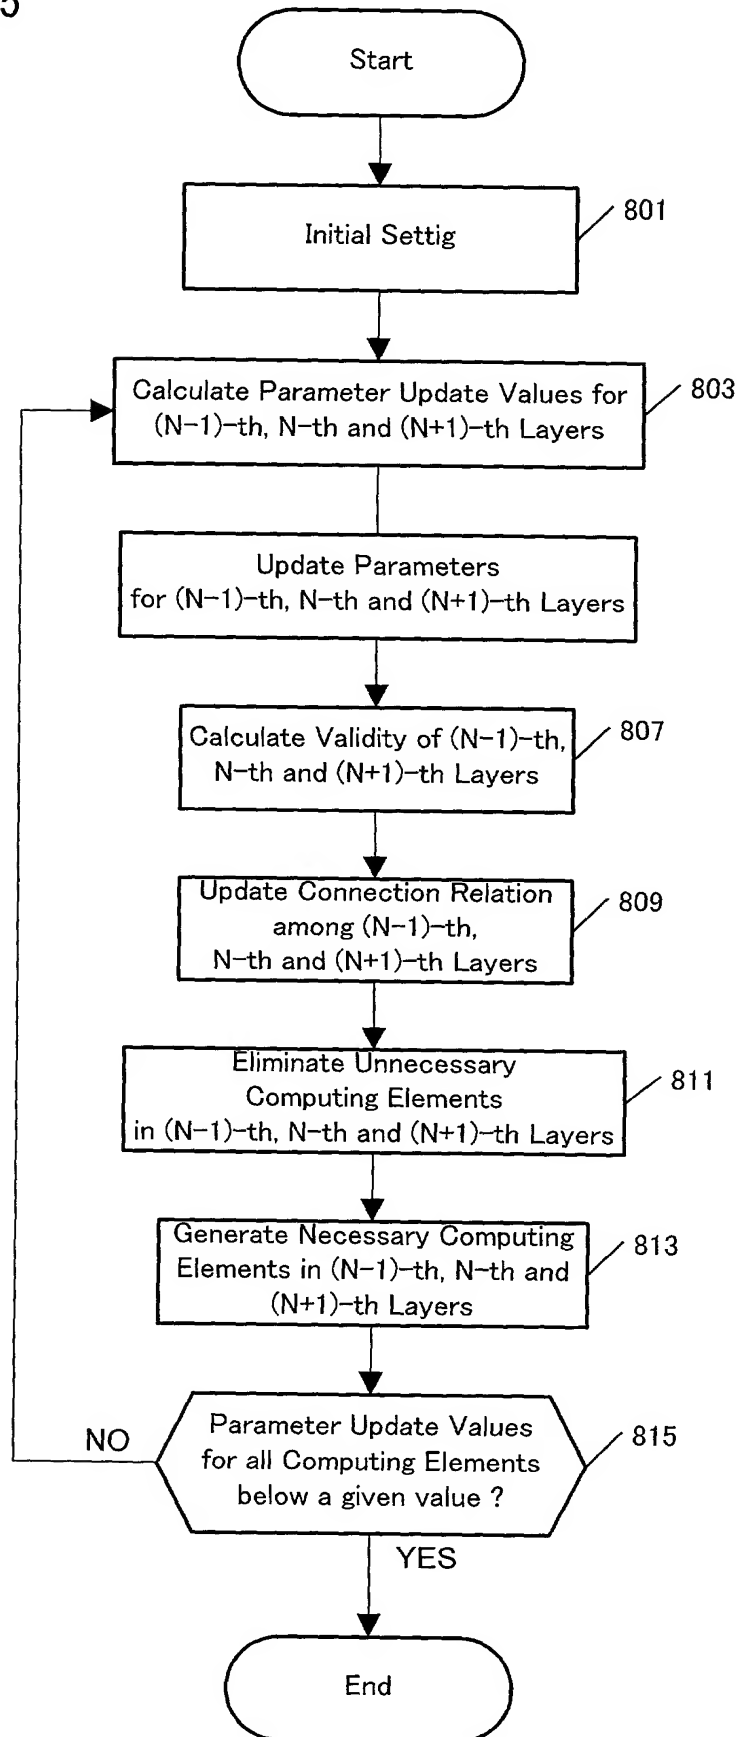 5
Start
Initial Settig
801
Calculate Parameter Update Values for
(N-1)-th, N-th and (N+1)-th Layers
803
Update Parameters
for (N-1)-th, N-th and (N+1)-th Layers
Calculate Validity of (N-1)-th,
N-th and (N+1)-th Layers
807
Update Connection Relation
among (N-1)-th,
N-th and (N+1)-th Layers
809
Eliminate Unnecessary
Computing Elements
in (N-1)-th, N-th and (N+1)-th Layers
811
Generate Necessary Computing
Elements in (N-1)-th, N-th and
(N+1)-th Layers
813
Parameter Update Values
for all Computing Elements
below a given value ?
815
NO
YES
End